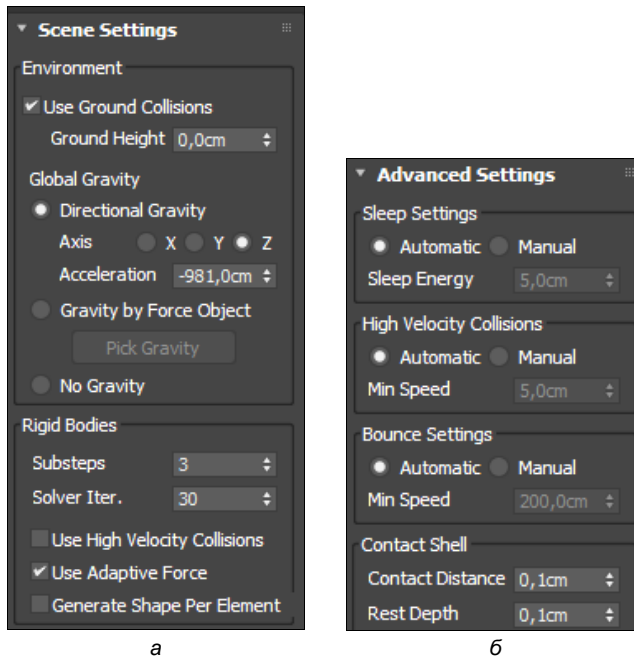 Scene Settings
Environment
Use Ground Collisions
Ground Height 0,0cm
Global Gravity
Directional Gravity
Axis X Y Z
Acceleration -981,0cm
Gravity by Force Object
Pick Gravity
No Gravity
Rigid Bodies
Substeps 3
Solver Iter. 30
Use High Velocity Collisions
Use Adaptive Force
Generate Shape Per Element
а
Advanced Settings
Sleep Settings
Automatic Manual
Sleep Energy 5,0cm
High Velocity Collisions
Automatic Manual
Min Speed 5,0cm
Bounce Settings
Automatic Manual
Min Speed 200,0cm
Contact Shell
Contact Distance 0,1cm
Rest Depth 0,1cm
б